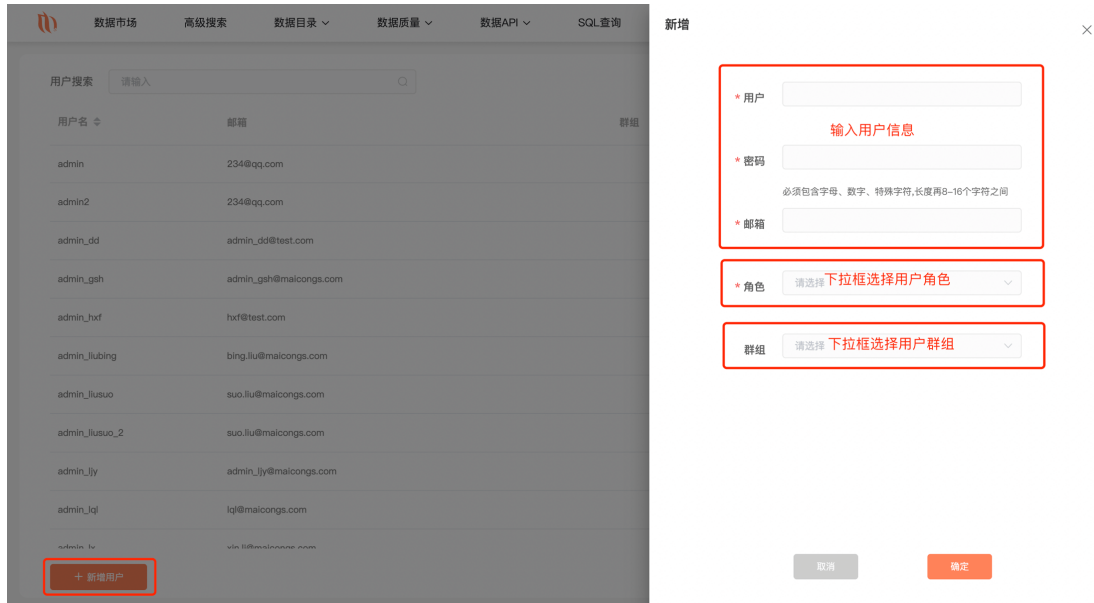 数据市场 高级搜索 数据目录 数据质量 数据API SQL查询
用户搜索 请输入
用户名 邮箱 群组
admin 234@qq.com
admin2 234@qq.com
admin_dd admin_dd@test.com
admin_gsh admin_gsh@maicongs.com
admin_hxf hxf@test.com
admin_liubing bing.liu@maicongs.com
admin_liusuo suo.liu@maicongs.com
admin_liusuo_2 suo.liu@maicongs.com
admin_ljy admin_ljy@maicongs.com
admin_lql lql@maicongs.com
admin_lx xin.li@maicongs.com
+ 新增用户
新增
* 用户
输入用户信息
* 密码
必须包含字母、数字、特殊字符,长度再8-16个字符之间
* 邮箱
* 角色 请选择 下拉框选择用户角色
群组 请选择 下拉框选择用户群组
取消 确定